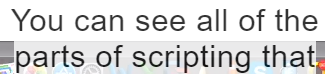 You can see all of the
parts of scripting that